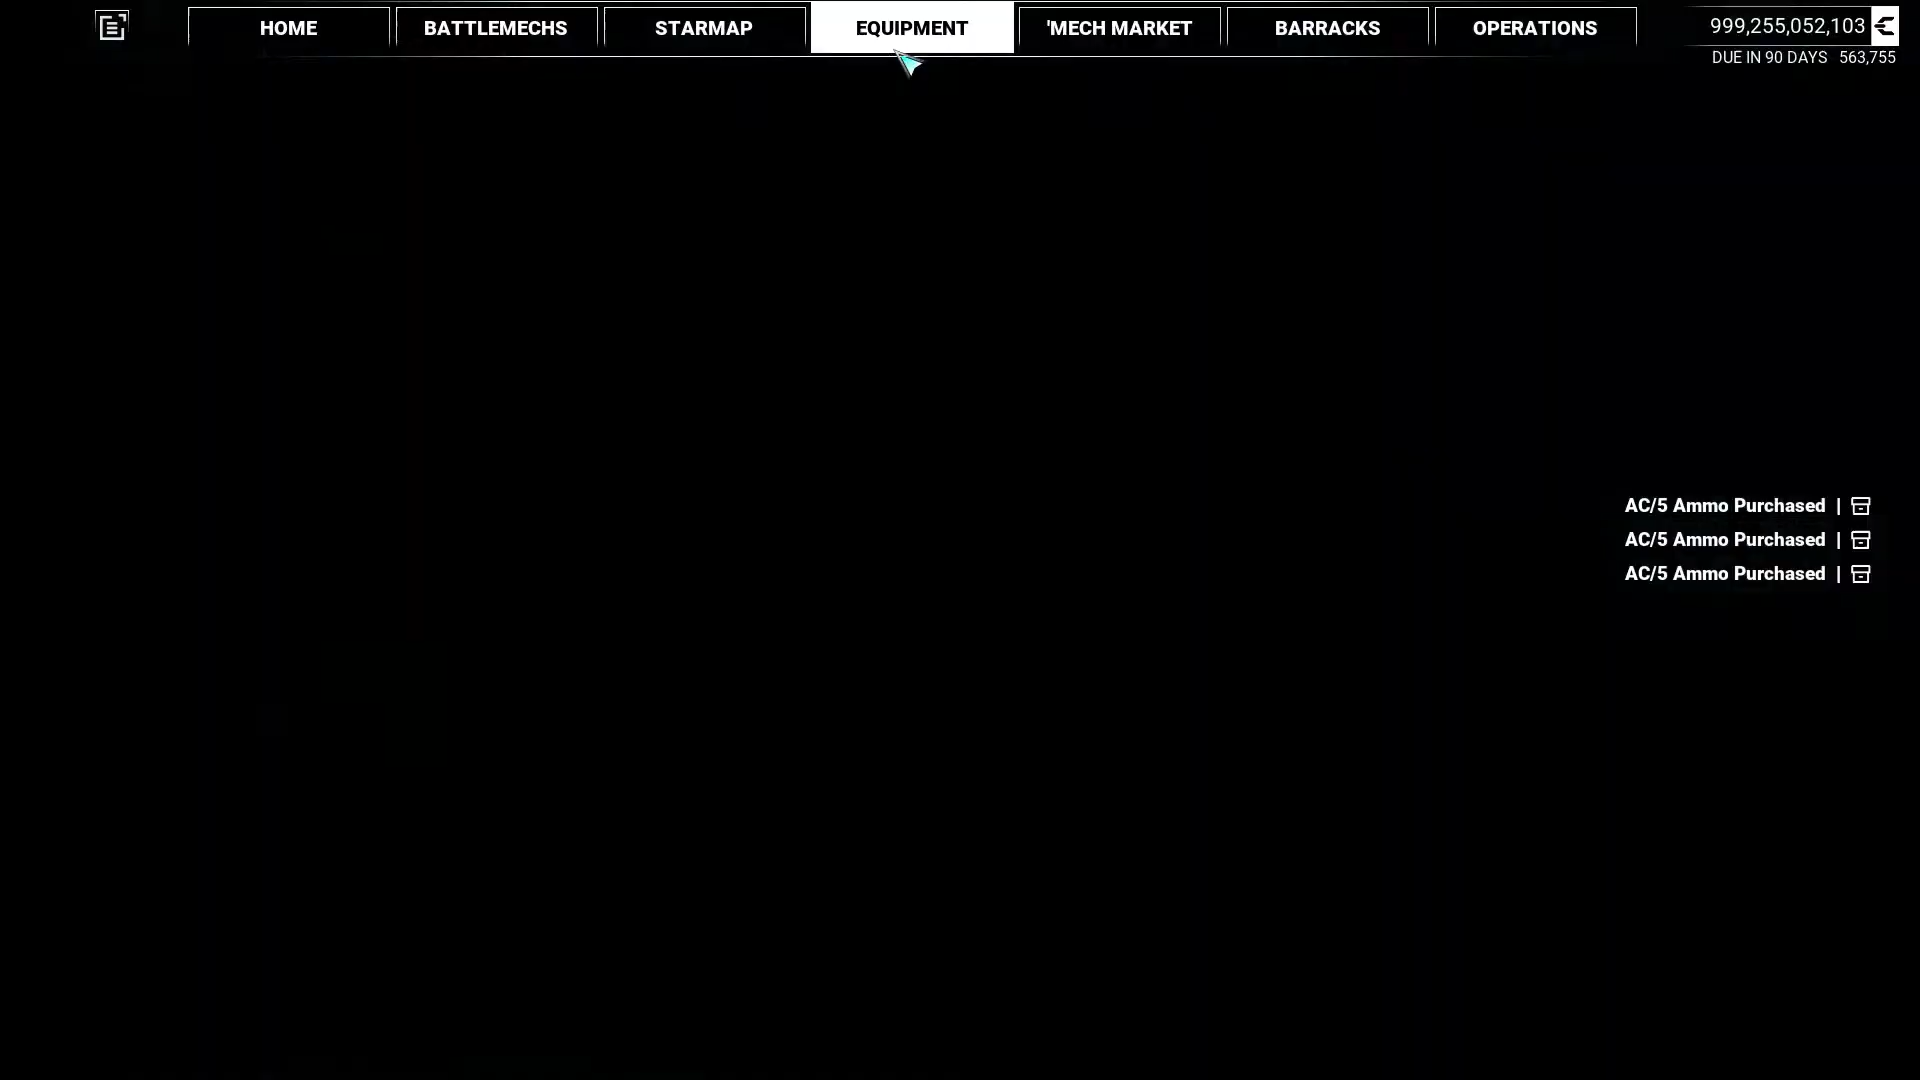 HOME
BATTLEMECHS
STARMAP
EQUIPMENT
'MECH MARKET
BARRACKS
OPERATIONS
999,255,052,103
DUE IN 90 DAYS 563,755
AC/5 Ammo Purchased |
AC/5 Ammo Purchased |
AC/5 Ammo Purchased |